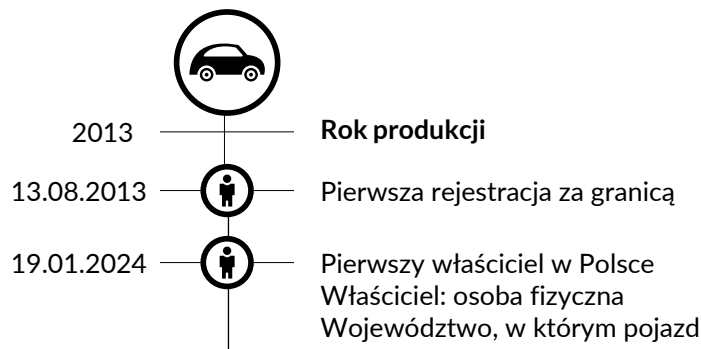 2013 Rok produkcji
13.08.2013 Pierwsza rejestracja za granicą
19.01.2024 Pierwszy właściciel w Polsce
Właściciel: osoba fizyczna
Województwo, w którym pojazd